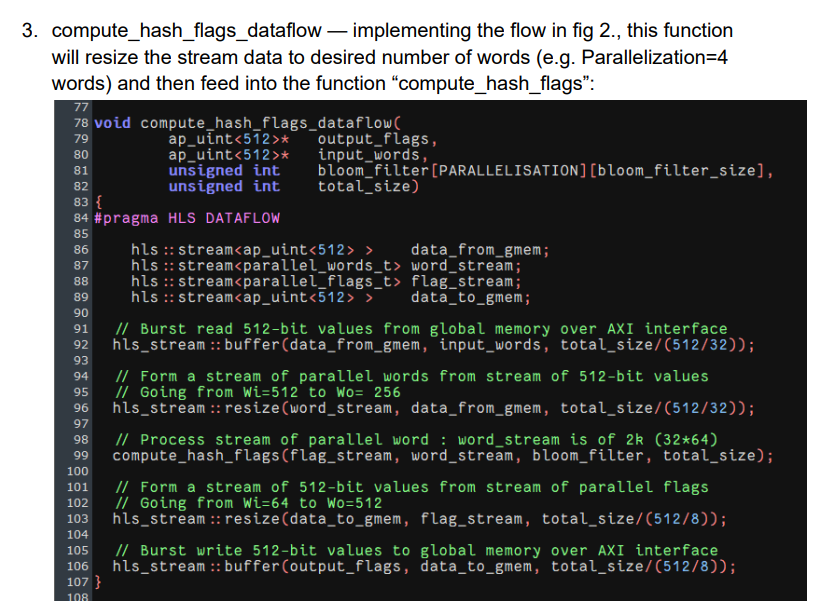 3. compute_hash_flags_dataflow — implementing the flow in fig 2., this function
will resize the stream data to desired number of words (e.g. Parallelization=4
words) and then feed into the function “compute_hash_flags”:
77
78 void compute_hash_flags_dataflow(
79 ap_uint<512>* output_flags,
80 ap_uint<512>* input_words,
81 unsigned int bloom_filter[PARALLELISATION][bloom_filter_size],
82 unsigned int total_size)
83 {
84 #pragma HLS DATAFLOW
85
86 hls::stream<ap_uint<512> > data_from_gmem;
87 hls::stream<parallel_words_t> word_stream;
88 hls::stream<parallel_flags_t> flag_stream;
89 hls::stream<ap_uint<512> > data_to_gmem;
90
91 // Burst read 512-bit values from global memory over AXI interface
92 hls_stream::buffer(data_from_gmem, input_words, total_size/(512/32));
93
94 // Form a stream of parallel words from stream of 512-bit values
95 // Going from Wi=512 to Wo= 256
96 hls_stream::resize(word_stream, data_from_gmem, total_size/(512/32));
97
98 // Process stream of parallel word : word_stream is of 2k (32*64)
99 compute_hash_flags(flag_stream, word_stream, bloom_filter, total_size);
100
101 // Form a stream of 512-bit values from stream of parallel flags
102 // Going from Wi=64 to Wo=512
103 hls_stream::resize(data_to_gmem, flag_stream, total_size/(512/8));
104
105 // Burst write 512-bit values to global memory over AXI interface
106 hls_stream::buffer(output_flags, data_to_gmem, total_size/(512/8));
107 }
108